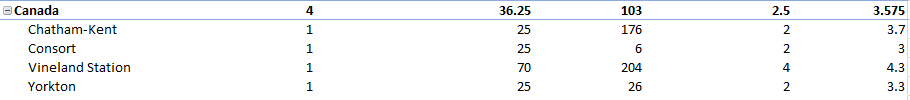 Canada 4 36.25 103 2.5 3.575
Chatham-Kent 1 25 176 2 3.7
Consort 1 25 6 2 3
Vineland Station 1 70 204 4 4.3
Yorkton 1 25 26 2 3.3